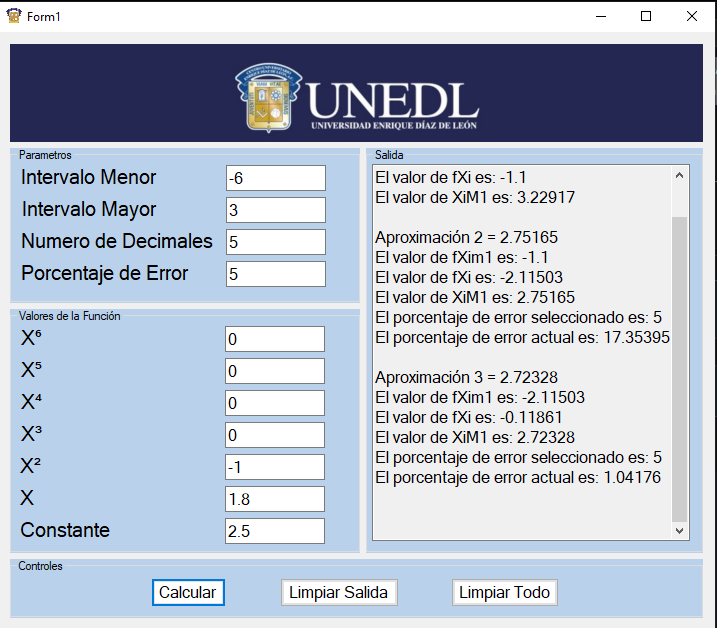 Form1
UNEDL
UNIVERSIDAD ENRIQUE DÍAZ DE LEÓN
Parametros
Intervalo Menor -6
Intervalo Mayor 3
Numero de Decimales 5
Porcentaje de Error 5
Valores de la Función
X⁶ 0
X⁵ 0
X⁴ 0
X³ 0
X² -1
X 1.8
Constante 2.5
Salida
El valor de fXi es: -1.1
El valor de XiM1 es: 3.22917
Aproximación 2 = 2.75165
El valor de fXim1 es: -1.1
El valor de fXi es: -2.11503
El valor de XiM1 es: 2.75165
El porcentaje de error seleccionado es: 5
El porcentaje de error actual es: 17.35395
Aproximación 3 = 2.72328
El valor de fXim1 es: -2.11503
El valor de fXi es: -0.11861
El valor de XiM1 es: 2.72328
El porcentaje de error seleccionado es: 5
El porcentaje de error actual es: 1.04176
Controles
Calcular
Limpiar Salida
Limpiar Todo